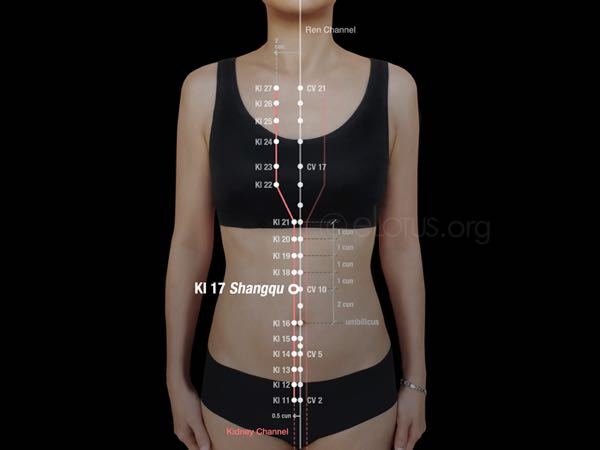 Ren Channel
2
cun
KI 27
CV 21
KI 26
KI 25
KI 24
KI 23
CV 17
KI 22
KI 21
© eLotus.org
1 cun
KI 20
1 cun
KI 19
1 cun
KI 18
1 cun
KI 17 Shangqu
CV 10
2 cun
KI 16
umbilicus
KI 15
KI 14
CV 5
KI 13
KI 12
KI 11
CV 2
0.5 cun
Kidney Channel